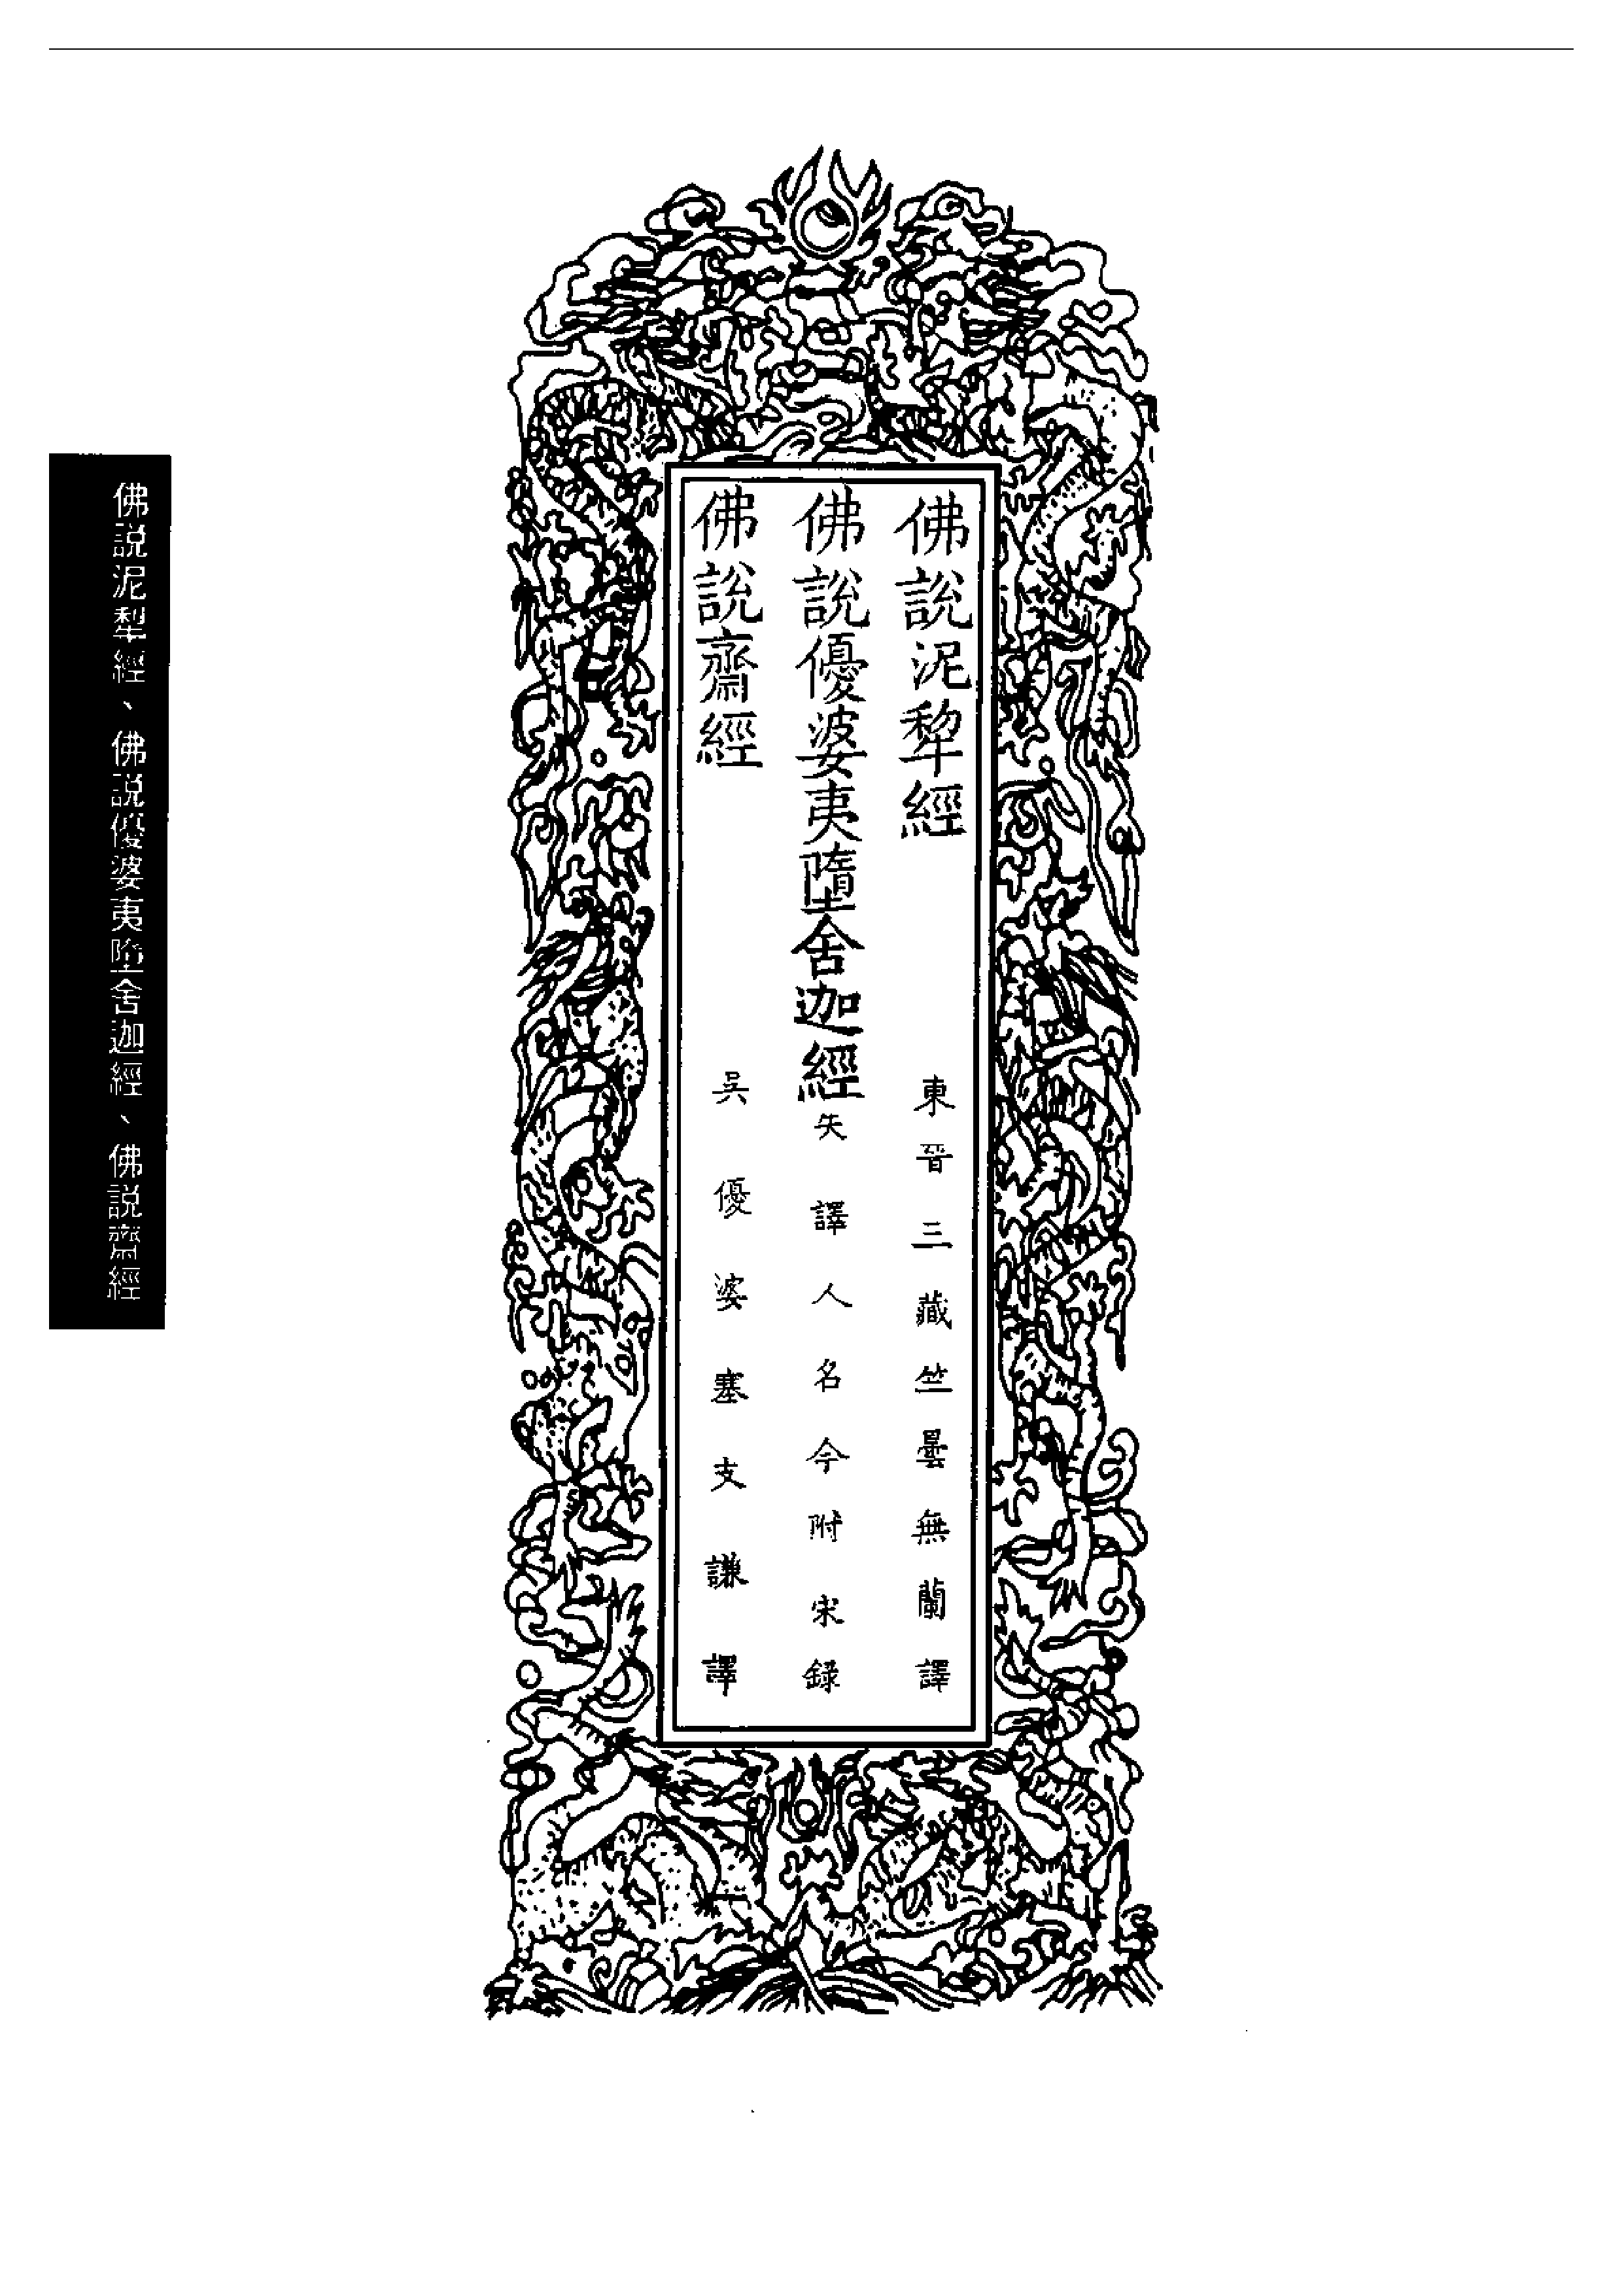 佛說泥犂經
東晉三藏竺曇無蘭譯
佛說優婆夷墮舍迦經
失譯人名今附宋錄
佛說齋經
吳優婆塞支謙譯
佛説泥犁經、佛説優婆夷墮舍迦經、佛説齋經